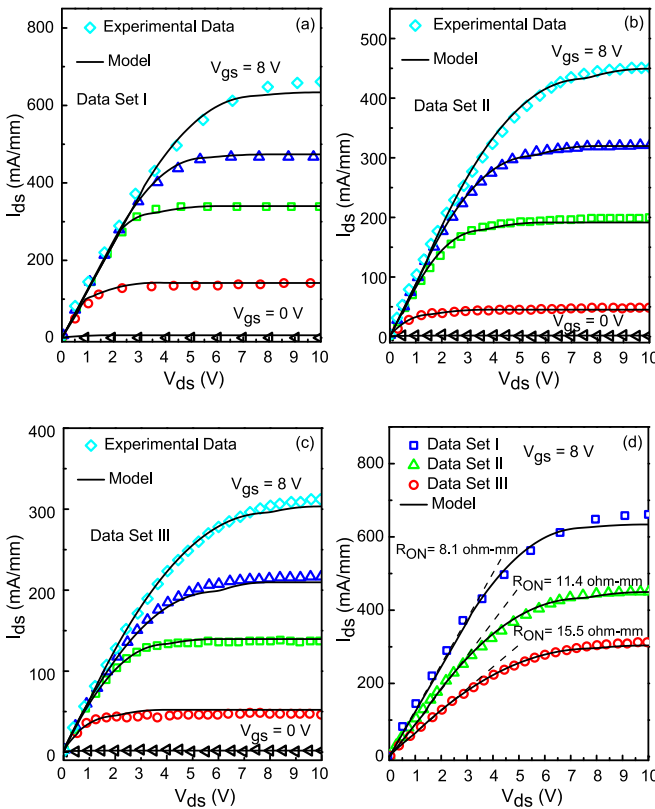 (a)
Experimental Data
Model
Vgs = 8 V
Data Set I
Vgs = 0 V
Ids (mA/mm)
600
400
200
0
0 1 2 3 4 5 6 7 8 9 10
Vds (V)
(b)
Experimental Data
Model
Vgs = 8 V
Data Set II
Vgs = 0 V
Ids (mA/mm)
450
300
150
0
0 1 2 3 4 5 6 7 8 9 10
Vds (V)
(c)
Experimental Data
Model
Vgs = 8 V
Data Set III
Vgs = 0 V
Ids (mA/mm)
400
300
200
100
0
0 1 2 3 4 5 6 7 8 9 10
Vds (V)
(d)
Data Set I
Data Set II
Data Set III
Model
Vgs = 8 V
RON= 8.1 ohm-mm
RON= 11.4 ohm-mm
RON= 15.5 ohm-mm
Ids (mA/mm)
800
600
400
200
0
0 1 2 3 4 5 6 7 8 9 10
Vds (V)